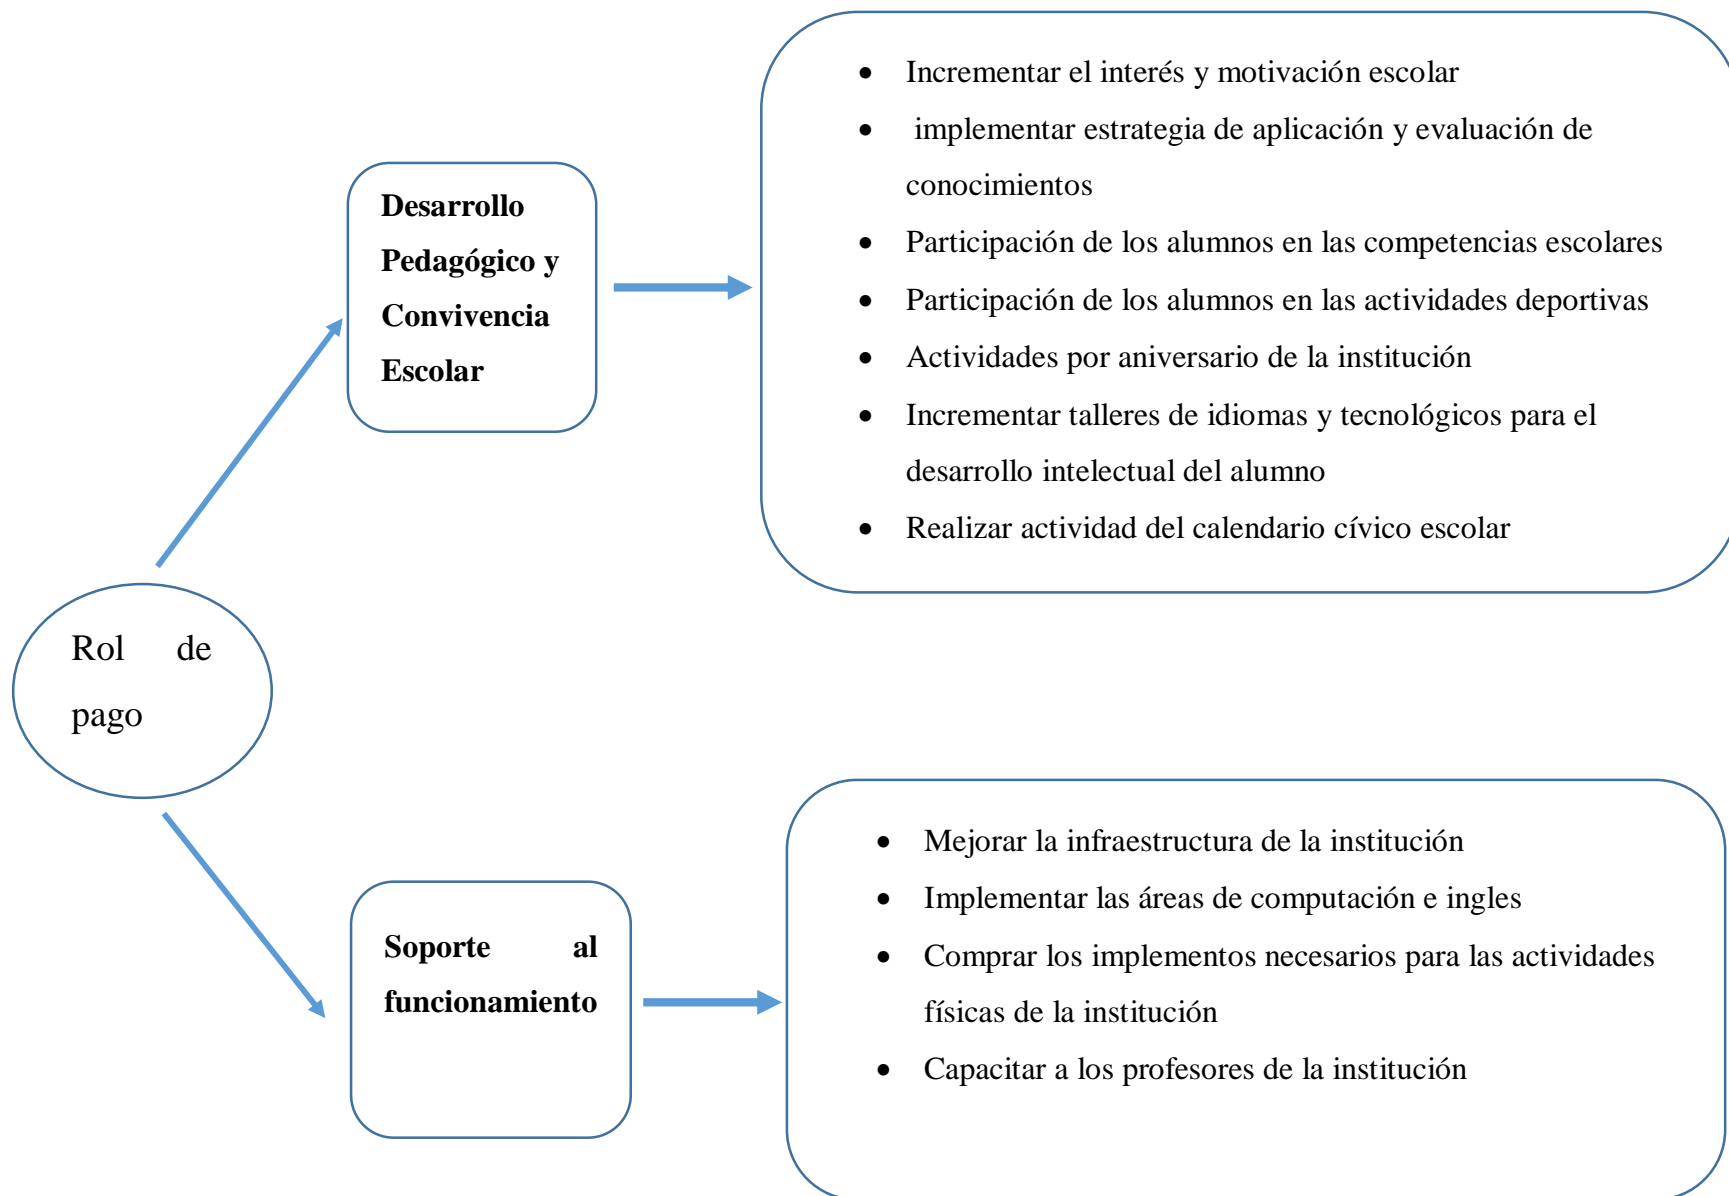 Rol de
pago
Desarrollo
Pedagógico y
Convivencia
Escolar
• Incrementar el interés y motivación escolar
• implementar estrategia de aplicación y evaluación de
conocimientos
• Participación de los alumnos en las competencias escolares
• Participación de los alumnos en las actividades deportivas
• Actividades por aniversario de la institución
• Incrementar talleres de idiomas y tecnológicos para el
desarrollo intelectual del alumno
• Realizar actividad del calendario cívico escolar
Soporte al
funcionamiento
• Mejorar la infraestructura de la institución
• Implementar las áreas de computación e ingles
• Comprar los implementos necesarios para las actividades
físicas de la institución
• Capacitar a los profesores de la institución